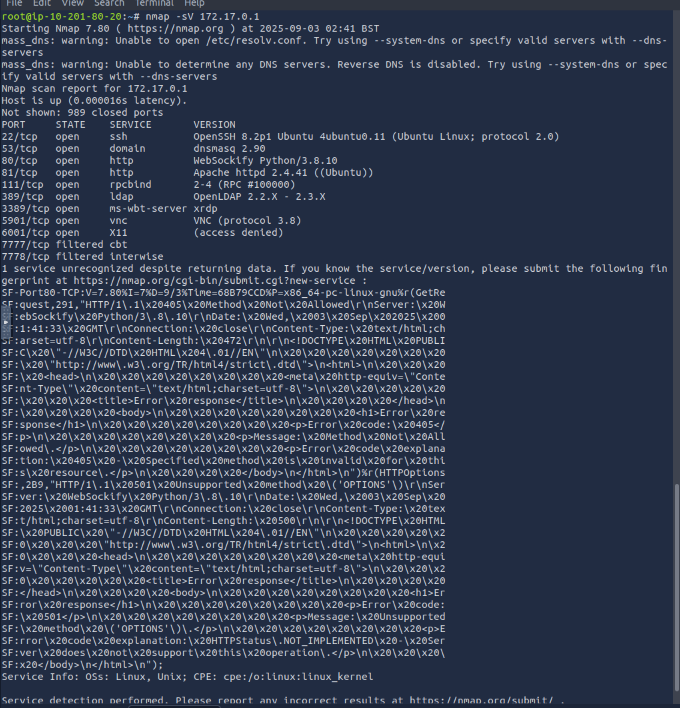 File Edit View Search Terminal Help
root@ip-10-201-80-20:~# nmap -sV 172.17.0.1
Starting Nmap 7.80 ( https://nmap.org ) at 2025-09-03 02:41 BST
mass_dns: warning: Unable to open /etc/resolv.conf. Try using --system-dns or specify valid servers with --dns-
servers
mass_dns: warning: Unable to determine any DNS servers. Reverse DNS is disabled. Try using --system-dns or spec
ify valid servers with --dns-servers
Nmap scan report for 172.17.0.1
Host is up (0.000016s latency).
Not shown: 989 closed ports
PORT     STATE    SERVICE       VERSION
22/tcp   open     ssh           OpenSSH 8.2p1 Ubuntu 4ubuntu0.11 (Ubuntu Linux; protocol 2.0)
53/tcp   open     domain        dnsmasq 2.90
80/tcp   open     http          WebSockify Python/3.8.10
81/tcp   open     http          Apache httpd 2.4.41 ((Ubuntu))
111/tcp  open     rpcbind       2-4 (RPC #100000)
389/tcp  open     ldap          OpenLDAP 2.2.X - 2.3.X
3389/tcp open     ms-wbt-server xrdp
5901/tcp open     vnc           VNC (protocol 3.8)
6001/tcp open     X11           (access denied)
7777/tcp filtered cbt
7778/tcp filtered interwise
1 service unrecognized despite returning data. If you know the service/version, please submit the following fin
gerprint at https://nmap.org/cgi-bin/submit.cgi?new-service :
SF-Port80-TCP:V=7.80%I=7%D=9/3%Time=68B79CCD%P=x86_64-pc-linux-gnu%r(GetRe
SF:quest,291,"HTTP/1\.1\x20405\x20Method\x20Not\x20Allowed\r\nServer:\x20W
SF:ebSockify\x20Python/3\.8\.10\r\nDate:\x20Wed,\x2003\x20Sep\x202025\x200
SF:1:41:33\x20GMT\r\nConnection:\x20close\r\nContent-Type:\x20text/html;ch
SF:arset=utf-8\r\nContent-Length:\x20472\r\n\r\n<!DOCTYPE\x20HTML\x20PUBLI
SF:C\x20\"-//W3C//DTD\x20HTML\x204\.01//EN\"\n\x20\x20\x20\x20\x20\x20\x20
SF:\x20\"http://www\.w3\.org/TR/html4/strict\.dtd\">\n<html>\n\x20\x20\x20
SF:\x20<head>\n\x20\x20\x20\x20\x20\x20\x20\x20<meta\x20http-equiv=\"Conte
SF:nt-Type\"\x20content=\"text/html;charset=utf-8\">\n\x20\x20\x20\x20\x20
SF:\x20\x20\x20<title>Error\x20response</title>\n\x20\x20\x20\x20</head>\n
SF:\x20\x20\x20\x20<body>\n\x20\x20\x20\x20\x20\x20\x20\x20<h1>Error\x20re
SF:sponse</h1>\n\x20\x20\x20\x20\x20\x20\x20\x20<p>Error\x20code:\x20405</
SF:p>\n\x20\x20\x20\x20\x20\x20\x20\x20<p>Message:\x20Method\x20Not\x20All
SF:owed\.</p>\n\x20\x20\x20\x20\x20\x20\x20\x20<p>Error\x20code\x20explana
SF:tion:\x20405\x20-\x20Specified\x20method\x20is\x20invalid\x20for\x20thi
SF:s\x20resource\.</p>\n\x20\x20\x20\x20</body>\n</html>\n")%r(HTTPOptions
SF:,2B9,"HTTP/1\.1\x20501\x20Unsupported\x20method\x20\('OPTIONS'\)\r\nSer
SF:ver:\x20WebSockify\x20Python/3\.8\.10\r\nDate:\x20Wed,\x2003\x20Sep\x20
SF:2025\x2001:41:33\x20GMT\r\nConnection:\x20close\r\nContent-Type:\x20tex
SF:t/html;charset=utf-8\r\nContent-Length:\x20500\r\n\r\n<!DOCTYPE\x20HTML
SF:\x20PUBLIC\x20\"-//W3C//DTD\x20HTML\x204\.01//EN\"\n\x20\x20\x20\x20\x2
SF:0\x20\x20\x20\"http://www\.w3\.org/TR/html4/strict\.dtd\">\n<html>\n\x2
SF:0\x20\x20\x20<head>\n\x20\x20\x20\x20\x20\x20\x20\x20<meta\x20http-equi
SF:v=\"Content-Type\"\x20content=\"text/html;charset=utf-8\">\n\x20\x20\x2
SF:0\x20\x20\x20\x20\x20<title>Error\x20response</title>\n\x20\x20\x20\x20
SF:</head>\n\x20\x20\x20\x20<body>\n\x20\x20\x20\x20\x20\x20\x20\x20<h1>Er
SF:ror\x20response</h1>\n\x20\x20\x20\x20\x20\x20\x20\x20<p>Error\x20code:
SF:\x20501</p>\n\x20\x20\x20\x20\x20\x20\x20\x20<p>Message:\x20Unsupported
SF:\x20method\x20\('OPTIONS'\)\.</p>\n\x20\x20\x20\x20\x20\x20\x20\x20<p>E
SF:rror\x20code\x20explanation:\x20HTTPStatus\.NOT_IMPLEMENTED\x20-\x20Ser
SF:ver\x20does\x20not\x20support\x20this\x20operation\.</p>\n\x20\x20\x20\
SF:x20</body>\n</html>\n");
Service Info: OSs: Linux, Unix; CPE: cpe:/o:linux:linux_kernel
Service detection performed. Please report any incorrect results at https://nmap.org/submit/ .